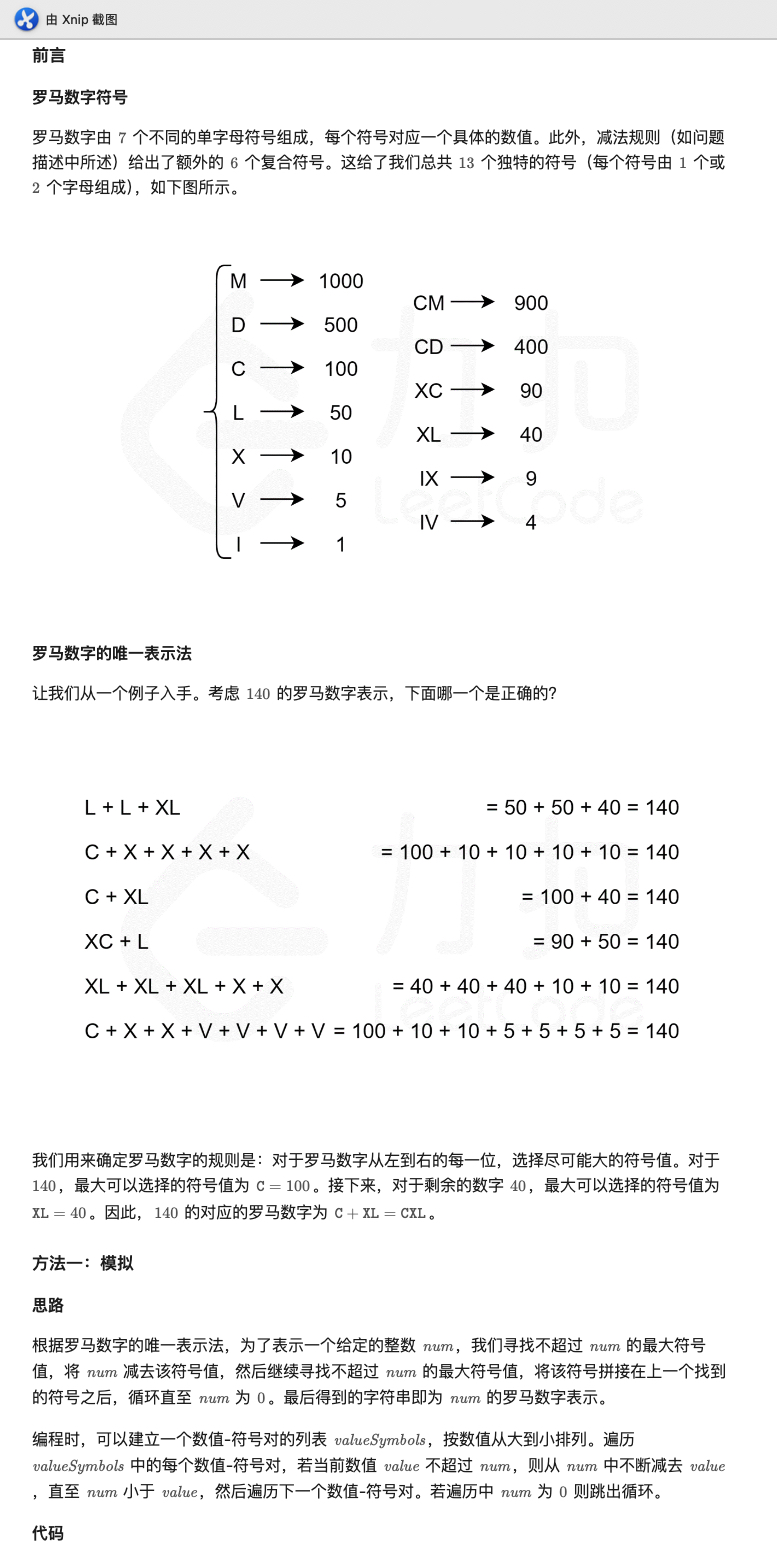 由 Xnip 截图
前言
罗马数字符号
罗马数字由 7 个不同的单字母符号组成，每个符号对应一个具体的数值。此外，减法规则（如问题
描述中所述）给出了额外的 6 个复合符号。这给了我们总共 13 个独特的符号（每个符号由 1 个或
2 个字母组成），如下图所示。
M 1000
D 500
C 100
L 50
X 10
V 5
I 1
CM 900
CD 400
XC 90
XL 40
IX 9
IV 4
力扣
LeetCode
罗马数字的唯一表示法
让我们从一个例子入手。考虑 140 的罗马数字表示，下面哪一个是正确的?
L + L + XL = 50 + 50 + 40 = 140
C + X + X + X + X = 100 + 10 + 10 + 10 + 10 = 140
C + XL = 100 + 40 = 140
XC + L = 90 + 50 = 140
XL + XL + XL + X + X = 40 + 40 + 40 + 10 + 10 = 140
C + X + X + V + V + V + V = 100 + 10 + 10 + 5 + 5 + 5 + 5 = 140
力扣
LeetCode
我们用来确定罗马数字的规则是：对于罗马数字从左到右的每一位，选择尽可能大的符号值。对于
140，最大可以选择的符号值为 C = 100。接下来，对于剩余的数字 40，最大可以选择的符号值为
XL = 40。因此，140 的对应的罗马数字为 C + XL = CXL。
方法一：模拟
思路
根据罗马数字的唯一表示法，为了表示一个给定的整数 num，我们寻找不超过 num 的最大符号
值，将 num 减去该符号值，然后继续寻找不超过 num 的最大符号值，将该符号拼接在上一个找到
的符号之后，循环直至 num 为 0。最后得到的字符串即为 num 的罗马数字表示。
编程时，可以建立一个数值-符号对的列表 valueSymbols，按数值从大到小排列。遍历
valueSymbols 中的每个数值-符号对，若当前数值 value 不超过 num，则从 num 中不断减去 value
，直至 num 小于 value，然后遍历下一个数值-符号对。若遍历中 num 为 0 则跳出循环。
代码